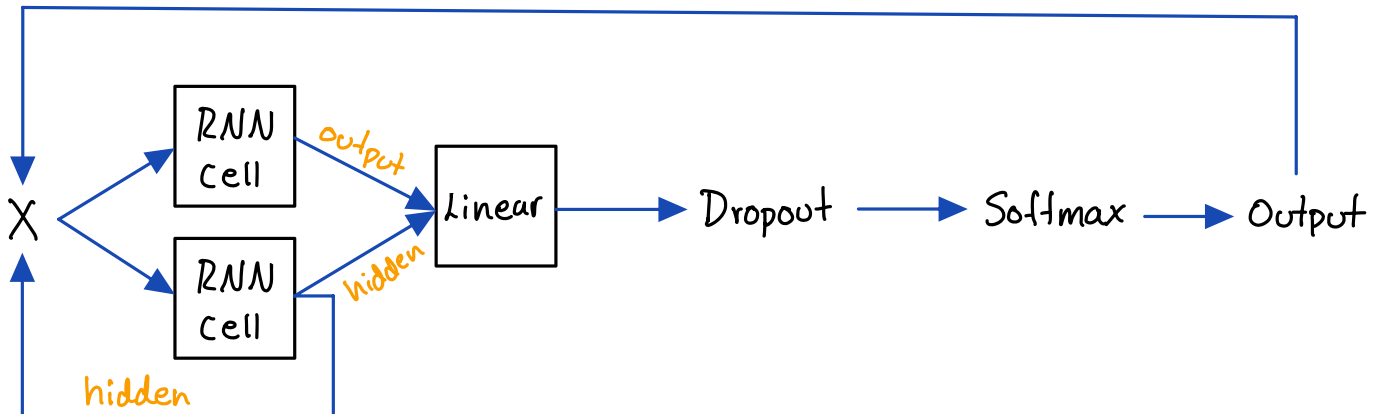 RNN
cell
output
X
Linear
Dropout
Softmax
Output
RNN
cell
hidden
hidden